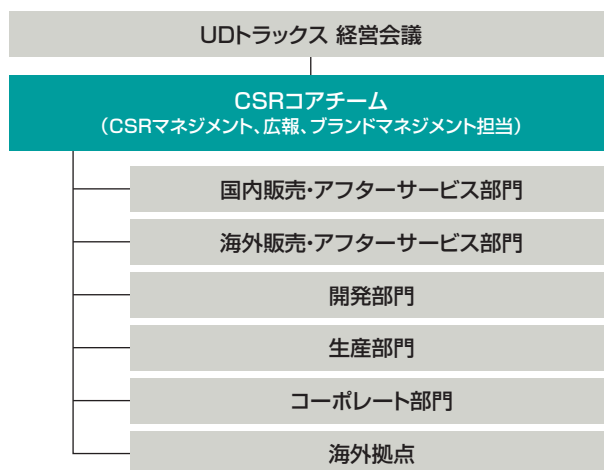 UDトラックス 経営会議
CSRコアチーム
（CSRマネジメント、広報、ブランドマネジメント担当）
国内販売・アフターサービス部門
海外販売・アフターサービス部門
開発部門
生産部門
コーポレート部門
海外拠点